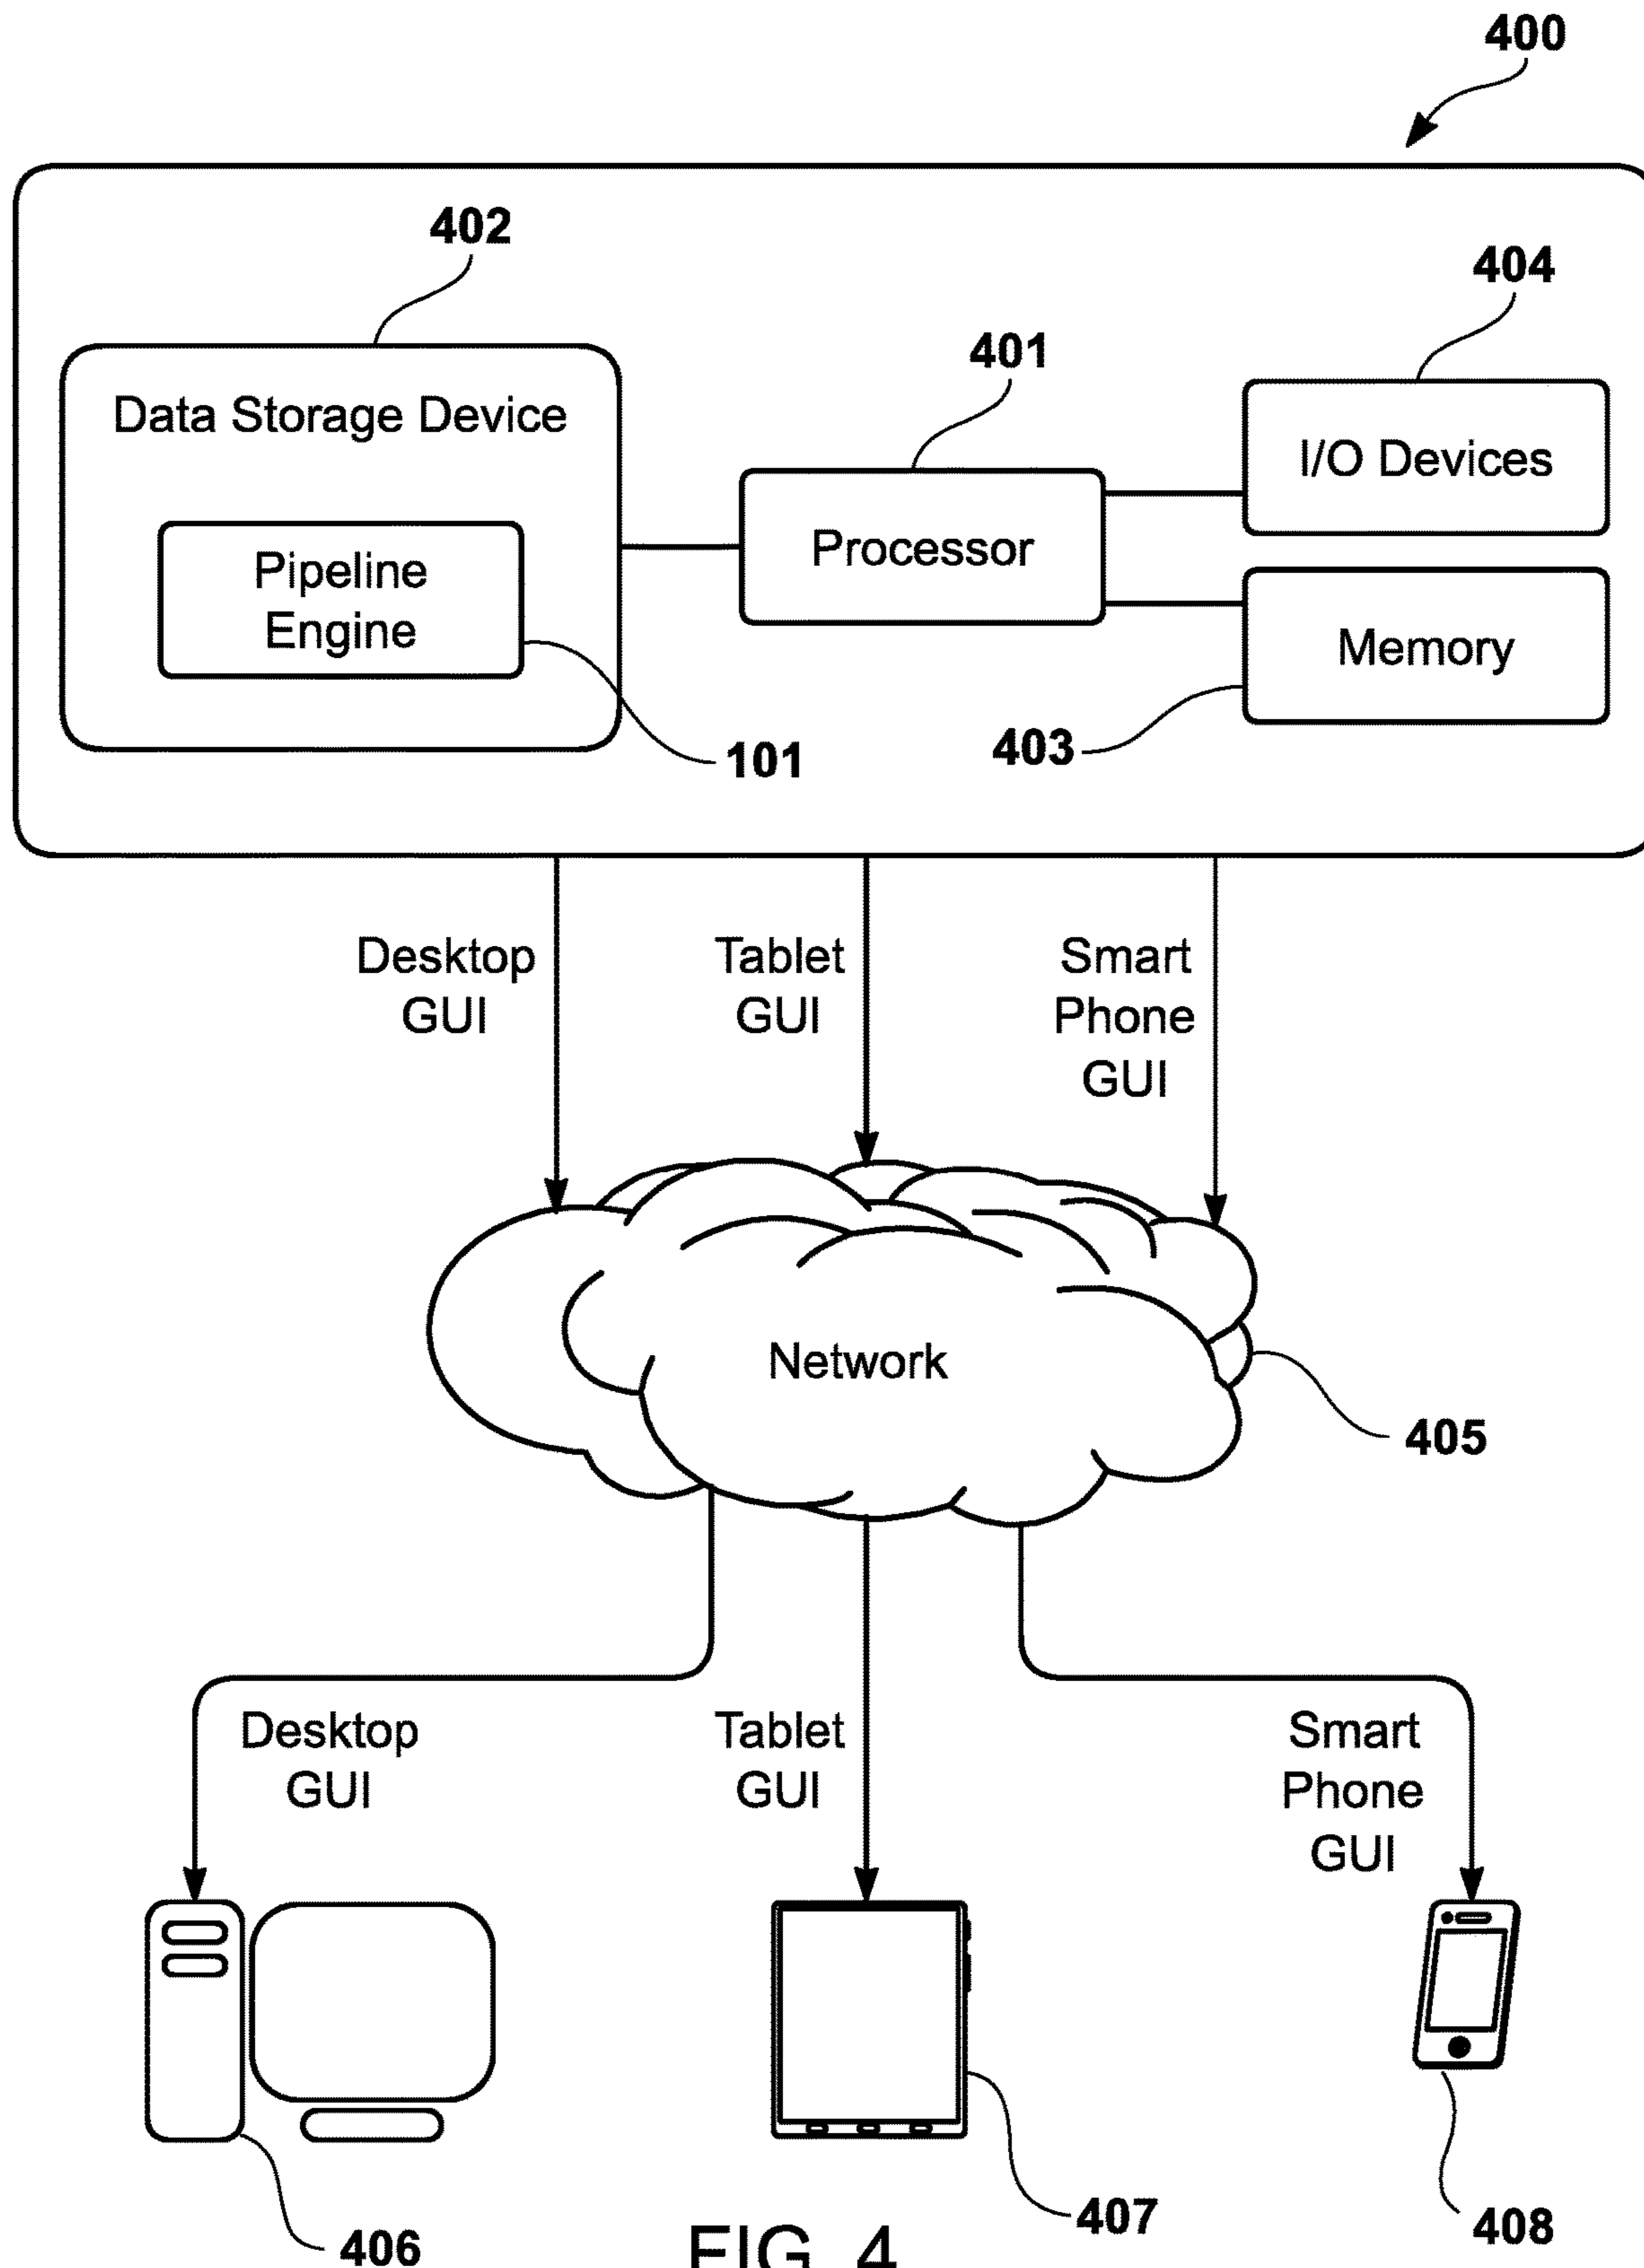 400
402
404
401
Data Storage Device
I/O Devices
Processor
Pipeline
Engine
Memory
101
403
Desktop
GUI
Tablet
GUI
Smart
Phone
GUI
Network
405
Desktop
GUI
Tablet
GUI
Smart
Phone
GUI
406
407
408
FIG. 4